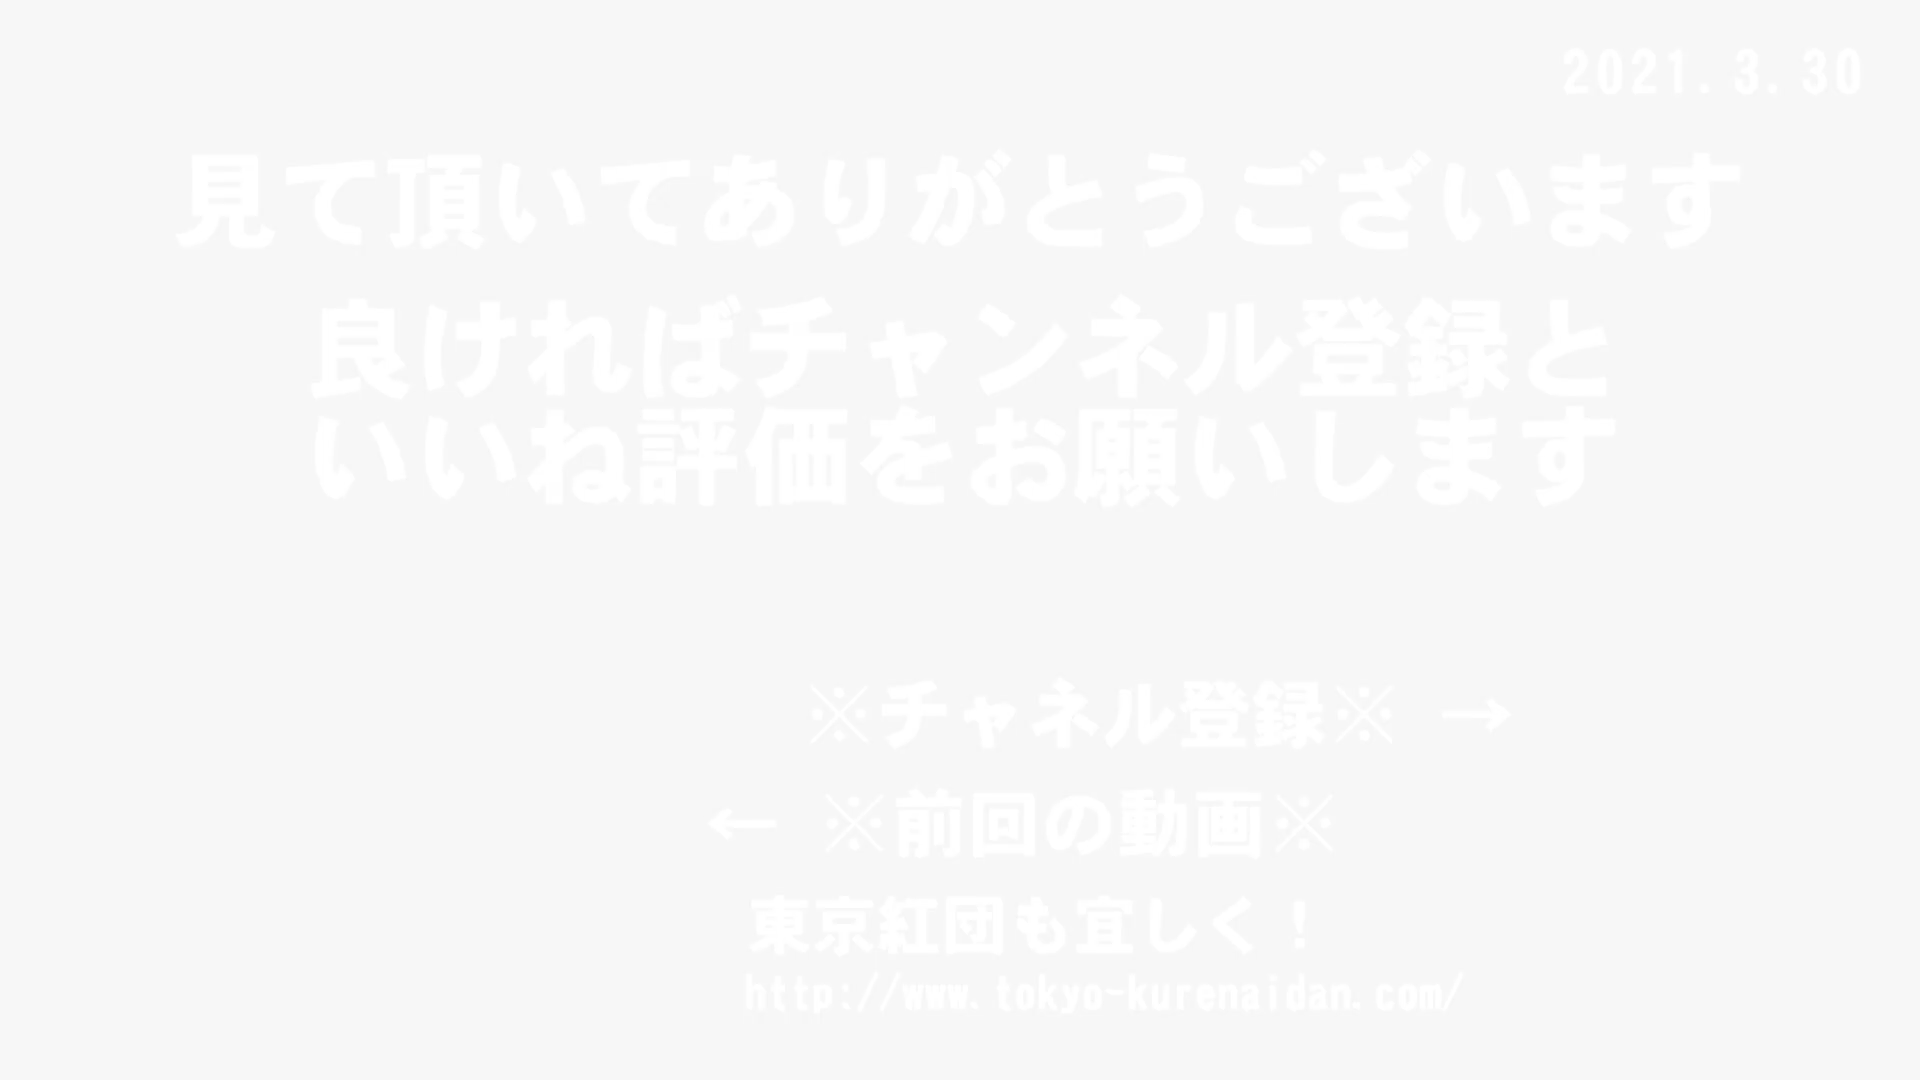 2021.3.30
見て頂いてありがとうございます
良ければチャンネル登録と
いいね評価をお願いします
※チャネル登録※ →
← ※前回の動画※
東京紅団も宜しく！
http://www.tokyo-kurenaidan.com/